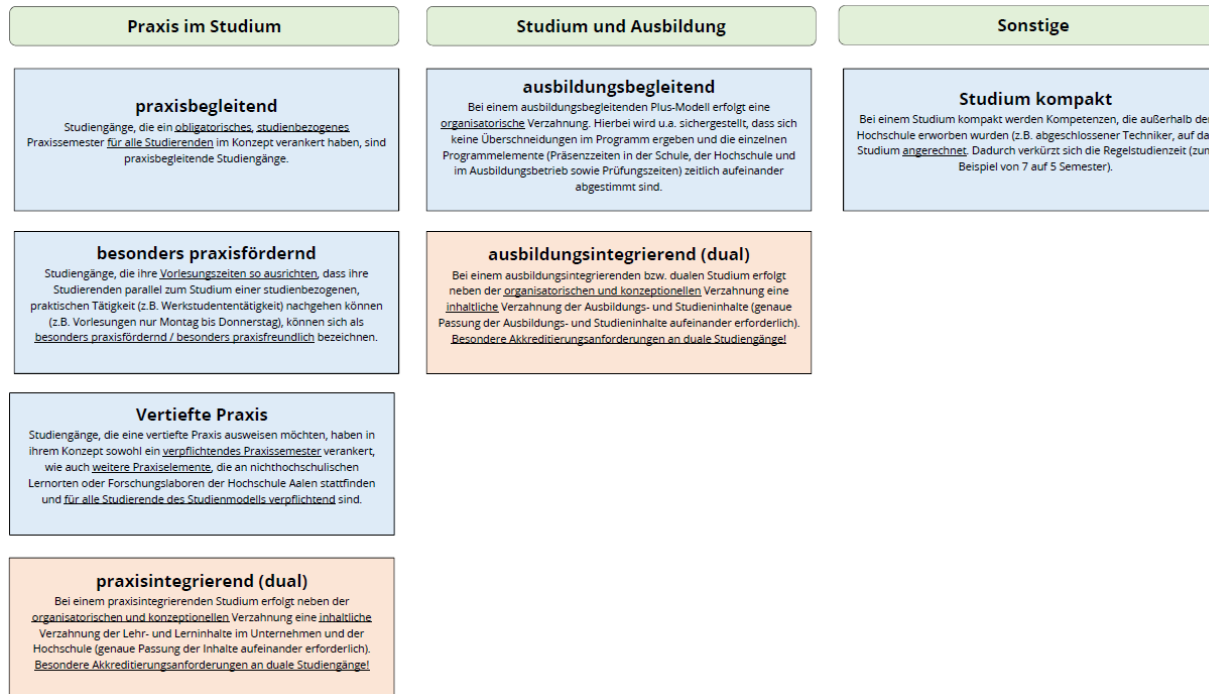 Praxis im Studium
praxisbegleitend
Studiengänge, die ein obligatorisches, studienbezogenes
Praxissemester für alle Studierenden im Konzept verankert haben, sind
praxisbegleitende Studiengänge.
besonders praxisfördernd
Studiengänge, die ihre Vorlesungszeiten so ausrichten, dass ihre
Studierenden parallel zum Studium einer studienbezogenen,
praktischen Tätigkeit (z.B. Werkstudententätigkeit) nachgehen können
(z.B. Vorlesungen nur Montag bis Donnerstag), können sich als
besonders praxisfördernd / besonders praxisfreundlich bezeichnen.
Vertiefte Praxis
Studiengänge, die eine vertiefte Praxis ausweisen möchten, haben in
ihrem Konzept sowohl ein verpflichtendes Praxissemester verankert,
wie auch weitere Praxiselemente, die an nichthochschulischen
Lernorten oder Forschungslaboren der Hochschule Aalen stattfinden
und für alle Studierende des Studienmodells verpflichtend sind.
praxisintegrierend (dual)
Bei einem praxisintegrierenden Studium erfolgt neben der
organisatorischen und konzeptionellen Verzahnung eine inhaltliche
Verzahnung der Lehr- und Lerninhalte im Unternehmen und der
Hochschule (genaue Passung der Inhalte aufeinander erforderlich).
Besondere Akkreditierungsanforderungen an duale Studiengänge!
Studium und Ausbildung
ausbildungsbegleitend
Bei einem ausbildungsbegleitenden Plus-Modell erfolgt eine
organisatorische Verzahnung. Hierbei wird u.a. sichergestellt, dass sich
keine Überschneidungen im Programm ergeben und die einzelnen
Programmelemente (Präsenzzeiten in der Schule, der Hochschule und
im Ausbildungsbetrieb sowie Prüfungszeiten) zeitlich aufeinander
abgestimmt sind.
ausbildungsintegrierend (dual)
Bei einem ausbildungsintegrierenden bzw. dualen Studium erfolgt
neben der organisatorischen und konzeptionellen Verzahnung eine
inhaltliche Verzahnung der Ausbildungs- und Studieninhalte (genaue
Passung der Ausbildungs- und Studieninhalte aufeinander erforderlich).
Besondere Akkreditierungsanforderungen an duale Studiengänge!
Sonstige
Studium kompakt
Bei einem Studium kompakt werden Kompetenzen, die außerhalb der
Hochschule erworben wurden (z.B. abgeschlossener Techniker, auf da
Studium angerechnet. Dadurch verkürzt sich die Regelstudienzeit (zum
Beispiel von 7 auf 5 Semester).